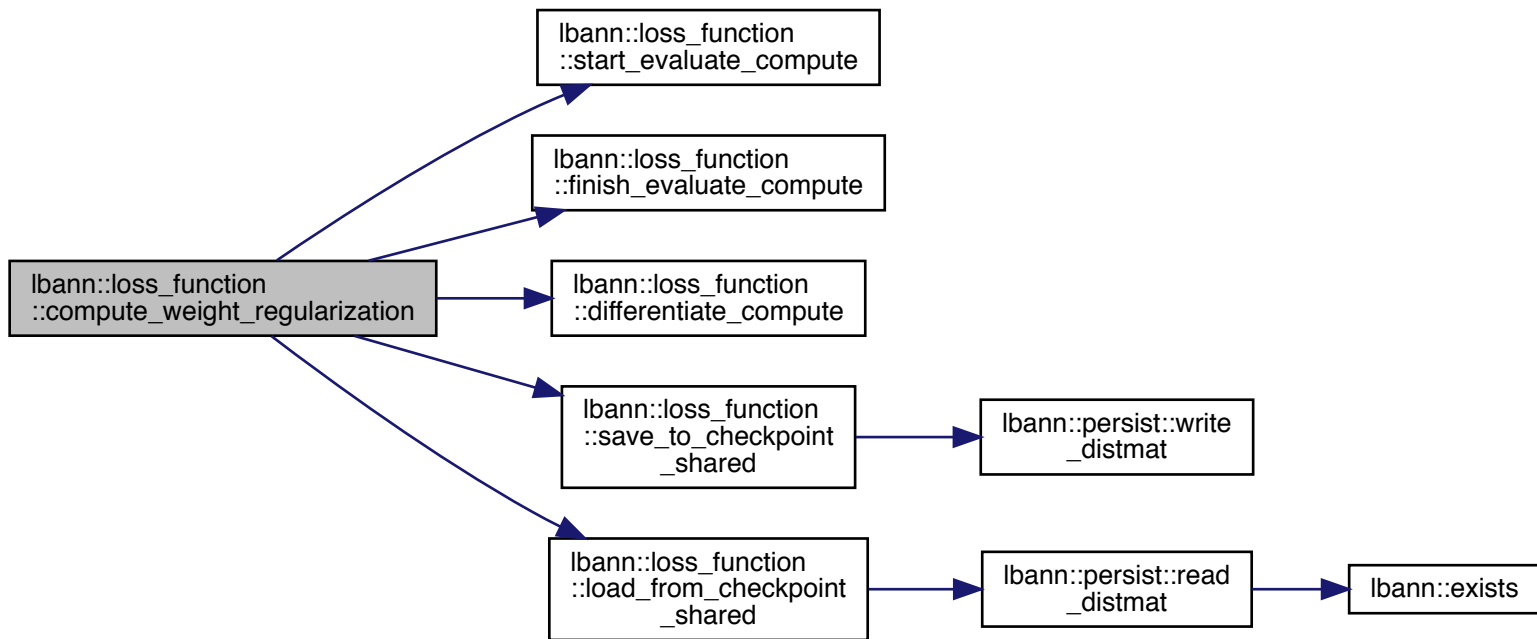 lbann::loss_function
::start_evaluate_compute
lbann::loss_function
::finish_evaluate_compute
lbann::loss_function
::compute_weight_regularization
lbann::loss_function
::differentiate_compute
lbann::loss_function
::save_to_checkpoint
_shared
lbann::persist::write
_distmat
lbann::loss_function
::load_from_checkpoint
_shared
lbann::persist::read
_distmat
lbann::exists